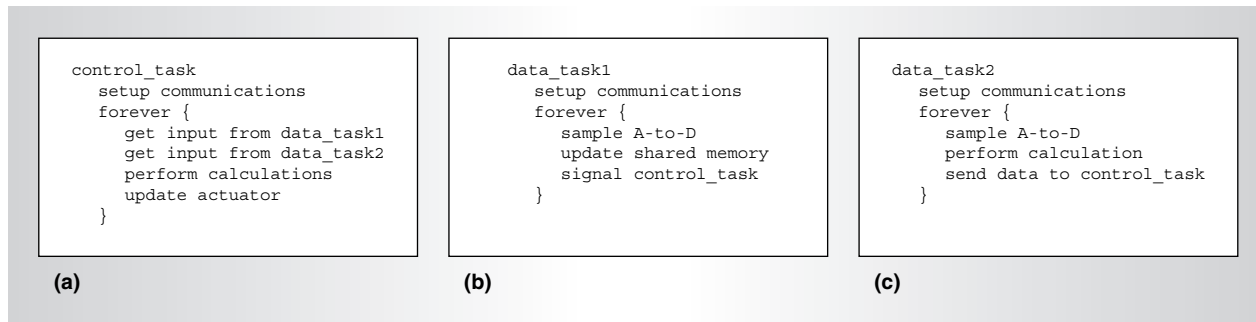 control_task
setup communications
forever {
get input from data_task1
get input from data_task2
perform calculations
update actuator
}
(a)
data_task1
setup communications
forever {
sample A-to-D
update shared memory
signal control_task
}
(b)
data_task2
setup communications
forever {
sample A-to-D
perform calculation
send data to control_task
}
(c)